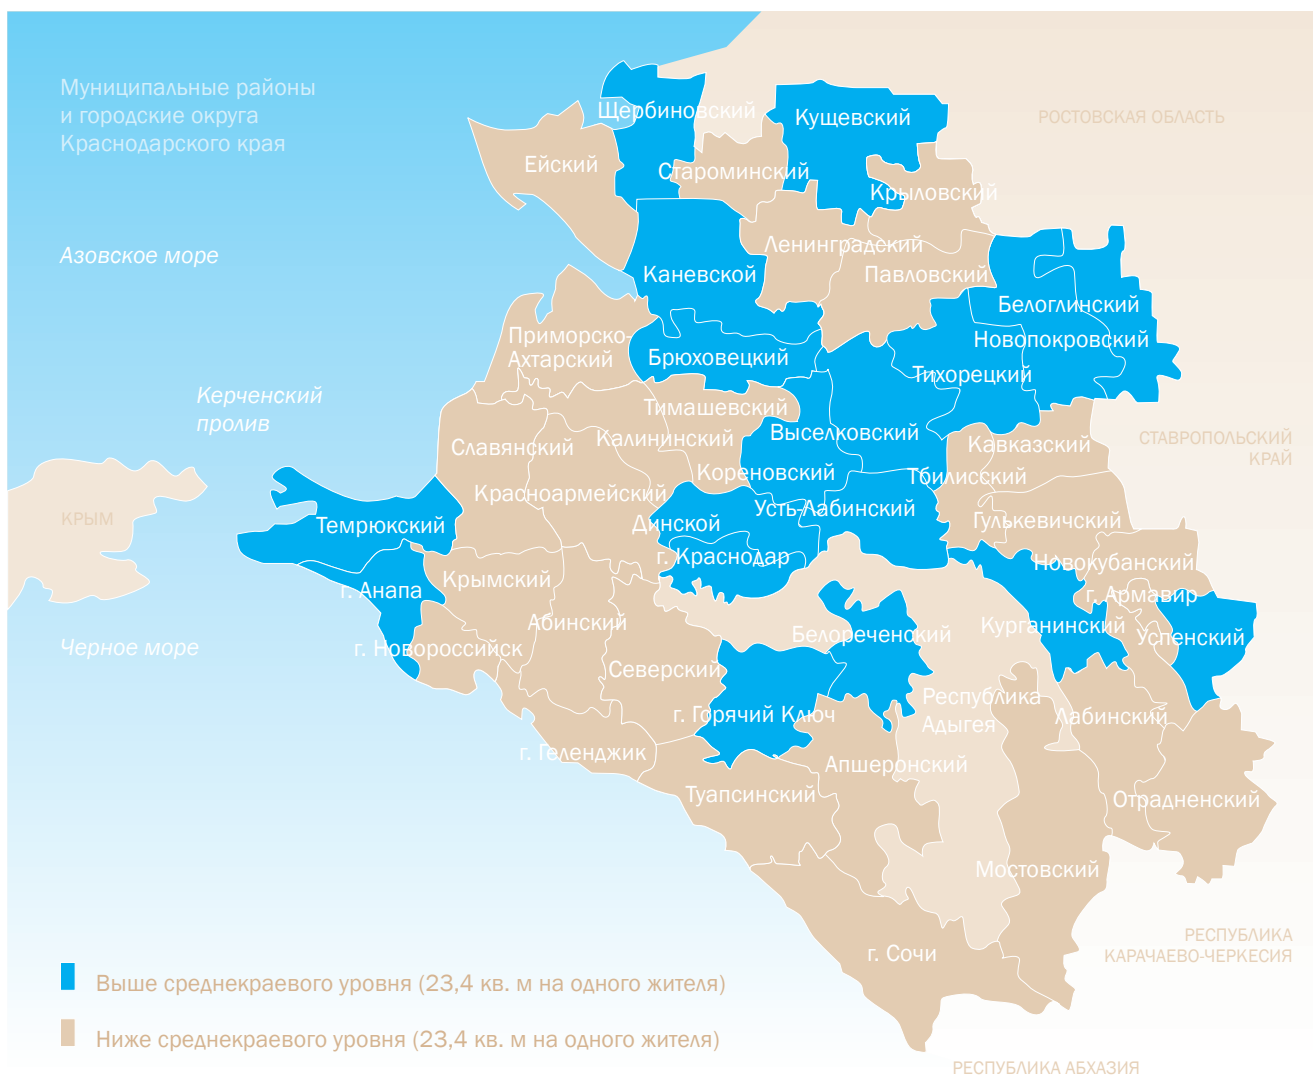 Муниципальные районы
и городские округа
Краснодарского края
Щербиновский
Кущевский
РОСТОВСКАЯ ОБЛАСТЬ
Ейский
Староминский
Крыловский
Азовское море
Ленинградский
Каневской
Павловский
Белоглинский
Приморско-
Ахтарский
Новопокровский
Брюховецкий
Тихорецкий
Керченский
пролив
Тимашевский
Славянский
Калининский
Выселковский
Кавказский
СТАВРОПОЛЬСКИЙ
КРАЙ
Кореновский
Тбилисский
Красноармейский
Усть-Лабинский
КРЫМ
Темрюкский
Динской
Гулькевичский
г. Краснодар
Новокубанский
Крымский
г. Анапа
г. Армавир
Абинский
Белореченский
Курганинский
Успенский
Черное море
г. Новороссийск
Северский
Республика
Адыгея
г. Горячий Ключ
Лабинский
г. Геленджик
Апшеронский
Туапсинский
Отрадненский
Мостовский
РЕСПУБЛИКА
КАРАЧАЕВО-ЧЕРКЕСИЯ
г. Сочи
Выше среднекраевого уровня (23,4 кв. м на одного жителя)
Ниже среднекраевого уровня (23,4 кв. м на одного жителя)
РЕСПУБЛИКА АБХАЗИЯ